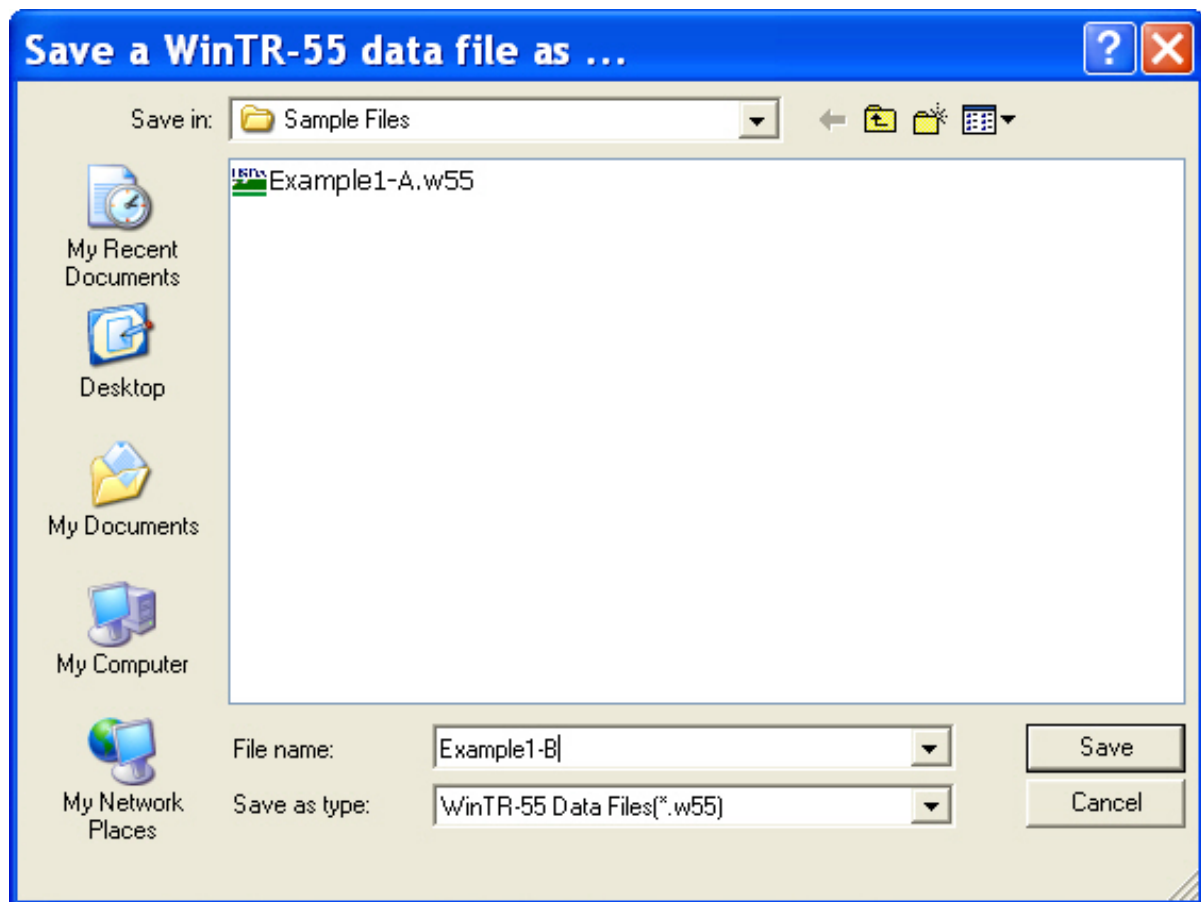 Save a WinTR-55 data file as ...
?
Save in:
Sample Files
USDA
Example1-A.w55
My Recent
Documents
Desktop
My Documents
My Computer
My Network
Places
File name:
Example1-B
Save
Save as type:
WinTR-55 Data Files(*.w55)
Cancel